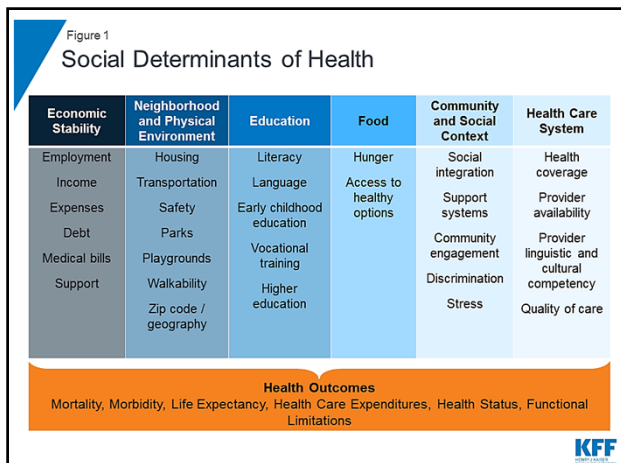 Figure 1
Social Determinants of Health
Economic
Stability
Employment
Income
Expenses
Debt
Medical bills
Support
Neighborhood
and Physical
Environment
Housing
Transportation
Safety
Parks
Playgrounds
Walkability
Zip code /
geography
Education
Literacy
Language
Early childhood
education
Vocational
training
Higher
education
Food
Hunger
Access to
healthy
options
Community
and Social
Context
Social
integration
Support
systems
Community
engagement
Discrimination
Stress
Health Care
System
Health
coverage
Provider
availability
Provider
linguistic and
cultural
competency
Quality of care
Health Outcomes
Mortality, Morbidity, Life Expectancy, Health Care Expenditures, Health Status, Functional
Limitations
KFF